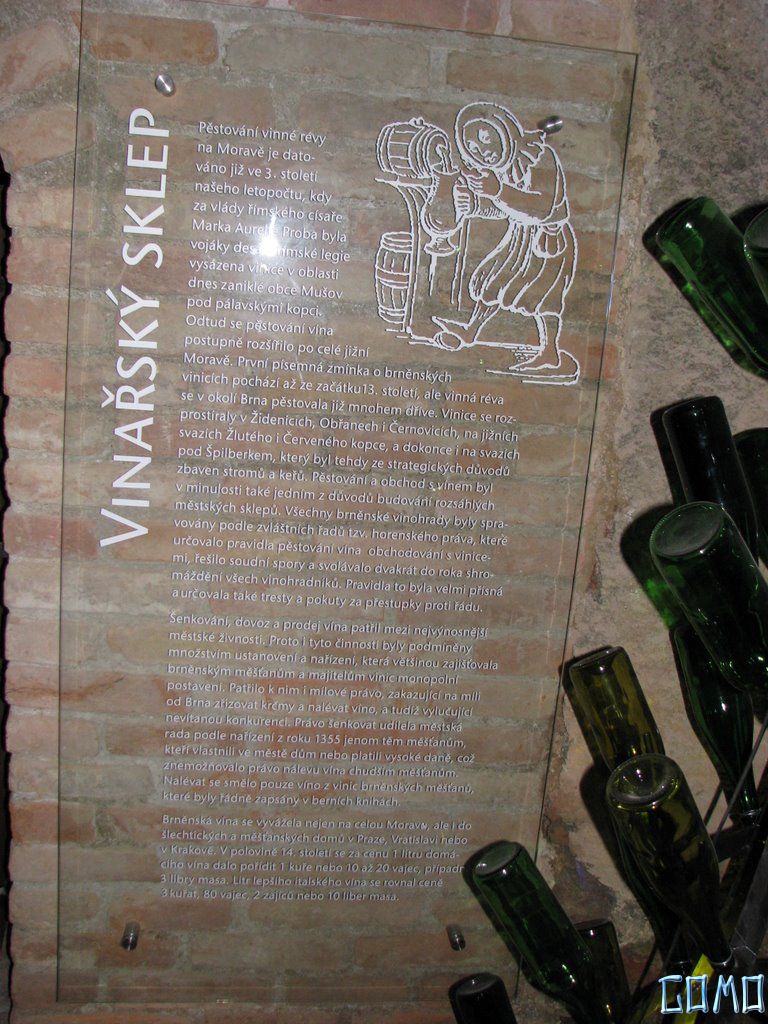 VINAŘSKÝ SKLEP
Pěstování vinné révy
na Moravě je dato-
váno již ve 3. století
našeho letopočtu, kdy
za vlády římského císaře
Marka Aurelia Proba byla
vojáky římské legie
vysázena vinice v oblasti
dnes zaniklé obce Mušov
pod pálavskými kopci.
Odtud se pěstování vína
postupně rozšířilo po celé jižní
Moravě. První písemná zmínka o brněnských
vinicích pochází až ze začátku13. století, ale vinná réva
se v okolí Brna pěstovala již mnohem dříve. Vinice se roz-
prostíraly v Židenicích, Obřanech i Černovicích, na jižních
svazích Žlutého i Červeného kopce, a dokonce i na svazích
pod Špilberkem, který byl tehdy ze strategických důvodů
zbaven stromů a keřů. Pěstování a obchod s vínem byl
v minulosti také jedním z důvodů budování rozsáhlých
městských sklepů. Všechny brněnské vinohrady byly spra-
vovány podle zvláštních řádů tzv. horenského práva, které
určovalo pravidla pěstování vína obchodování s vinice-
mi, řešilo soudní spory a svolávalo dvakrát do roka shro-
máždění všech vinohradníků. Pravidla to byla velmi přísná
a určovala také tresty a pokuty za přestupky proti řádu.
Šenkování, dovoz a prodej vína patřil mezi nejvýnosnější
městské živnosti. Proto i tyto činnosti byly podmíněny
množstvím ustanovení a nařízení, která většinou zajišťovala
brněnským měšťanům a majitelům vinic monopolní
postavení. Patřilo k nim i mílové právo, zakazující na míli
od Brna zřizovat krčmy a nalévat víno, a tudíž vylučující
nevítanou konkurenci. Právo šenkovat udílela městská
rada podle nařízení z roku 1355 jenom těm měšťanům,
kteří vlastnili ve městě dům nebo platili vysoké daně, což
znemožňovalo právo nálevu vína chudším měšťanům.
Nalévat se smělo pouze víno z vinic brněnských měšťanů,
které byly řádně zapsány v berních knihách.
Brněnská vína se vyvážela nejen na celou Moravu, ale i do
šlechtických a měšťanských domů v Praze, Vratislavi nebo
v Krakově. V polovině 14. století se za cenu 1 litru domá-
cího vína dalo pořídit 1 kuře nebo 10 až 20 vajec, případně
3 libry masa. Litr lepšího italského vína se rovnal ceně
3 kuřat, 80 vajec, 2 zajíců nebo 10 liber masa.
GOMO